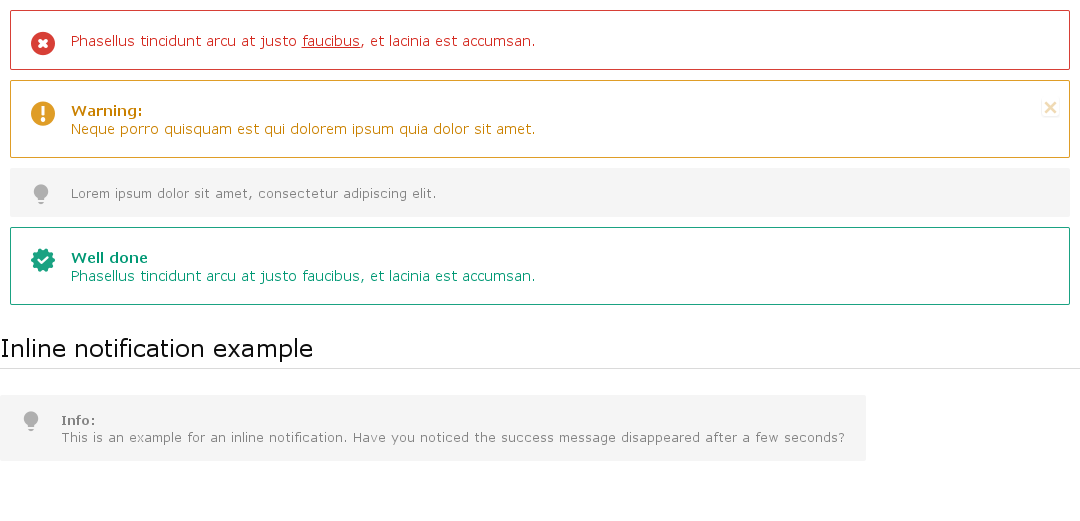 Phasellus tincidunt arcu at justo faucibus, et lacinia est accumsan.
Warning:
Neque porro quisquam est qui dolorem ipsum quia dolor sit amet.
Lorem ipsum dolor sit amet, consectetur adipiscing elit.
Well done
Phasellus tincidunt arcu at justo faucibus, et lacinia est accumsan.
Inline notification example
Info:
This is an example for an inline notification. Have you noticed the success message disappeared after a few seconds?